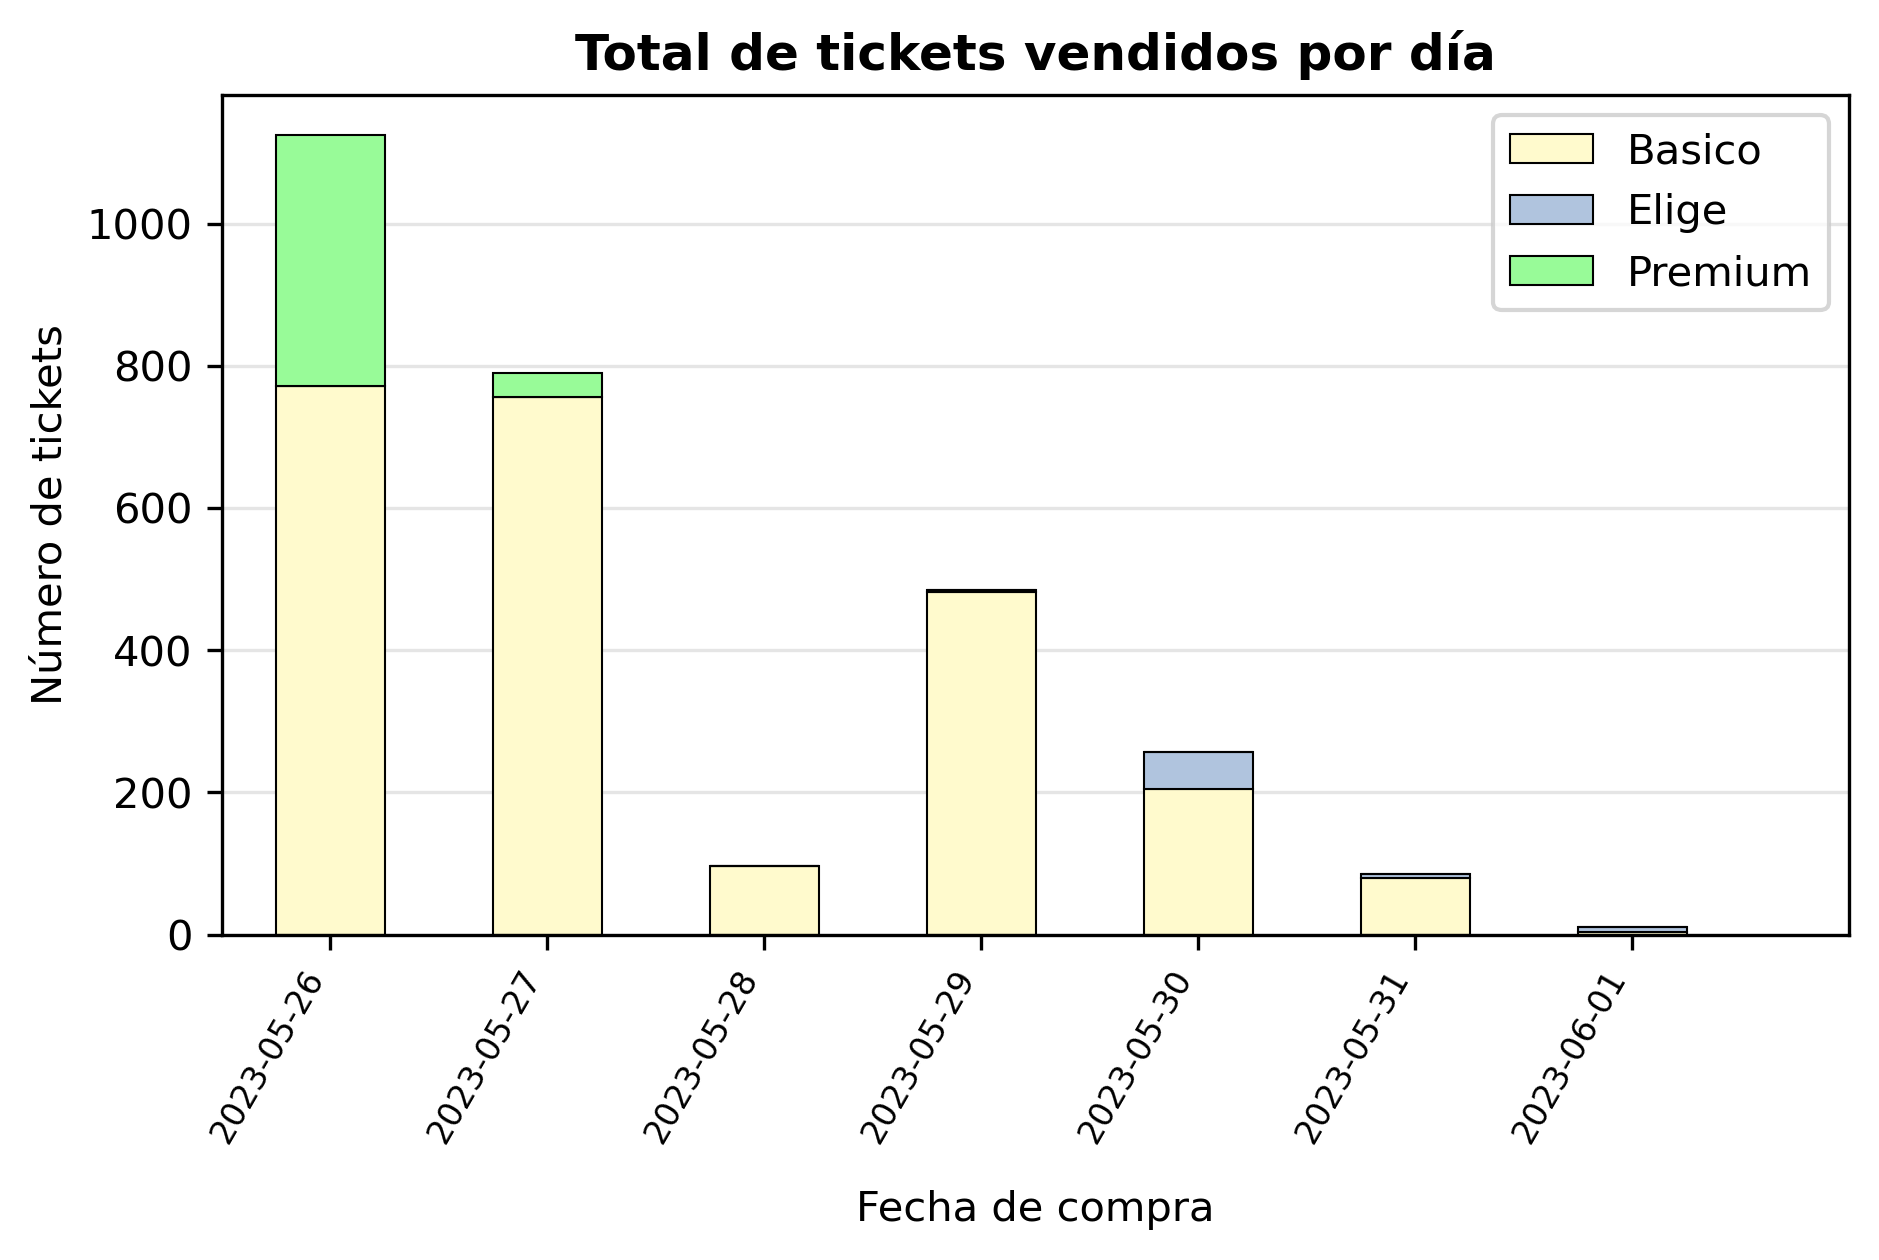 Total de tickets vendidos por día
Basico
Elige
Premium
Número de tickets
1000
800
600
400
200
0
2023-05-26
2023-05-27
2023-05-28
2023-05-29
2023-05-30
2023-05-31
2023-06-01
Fecha de compra